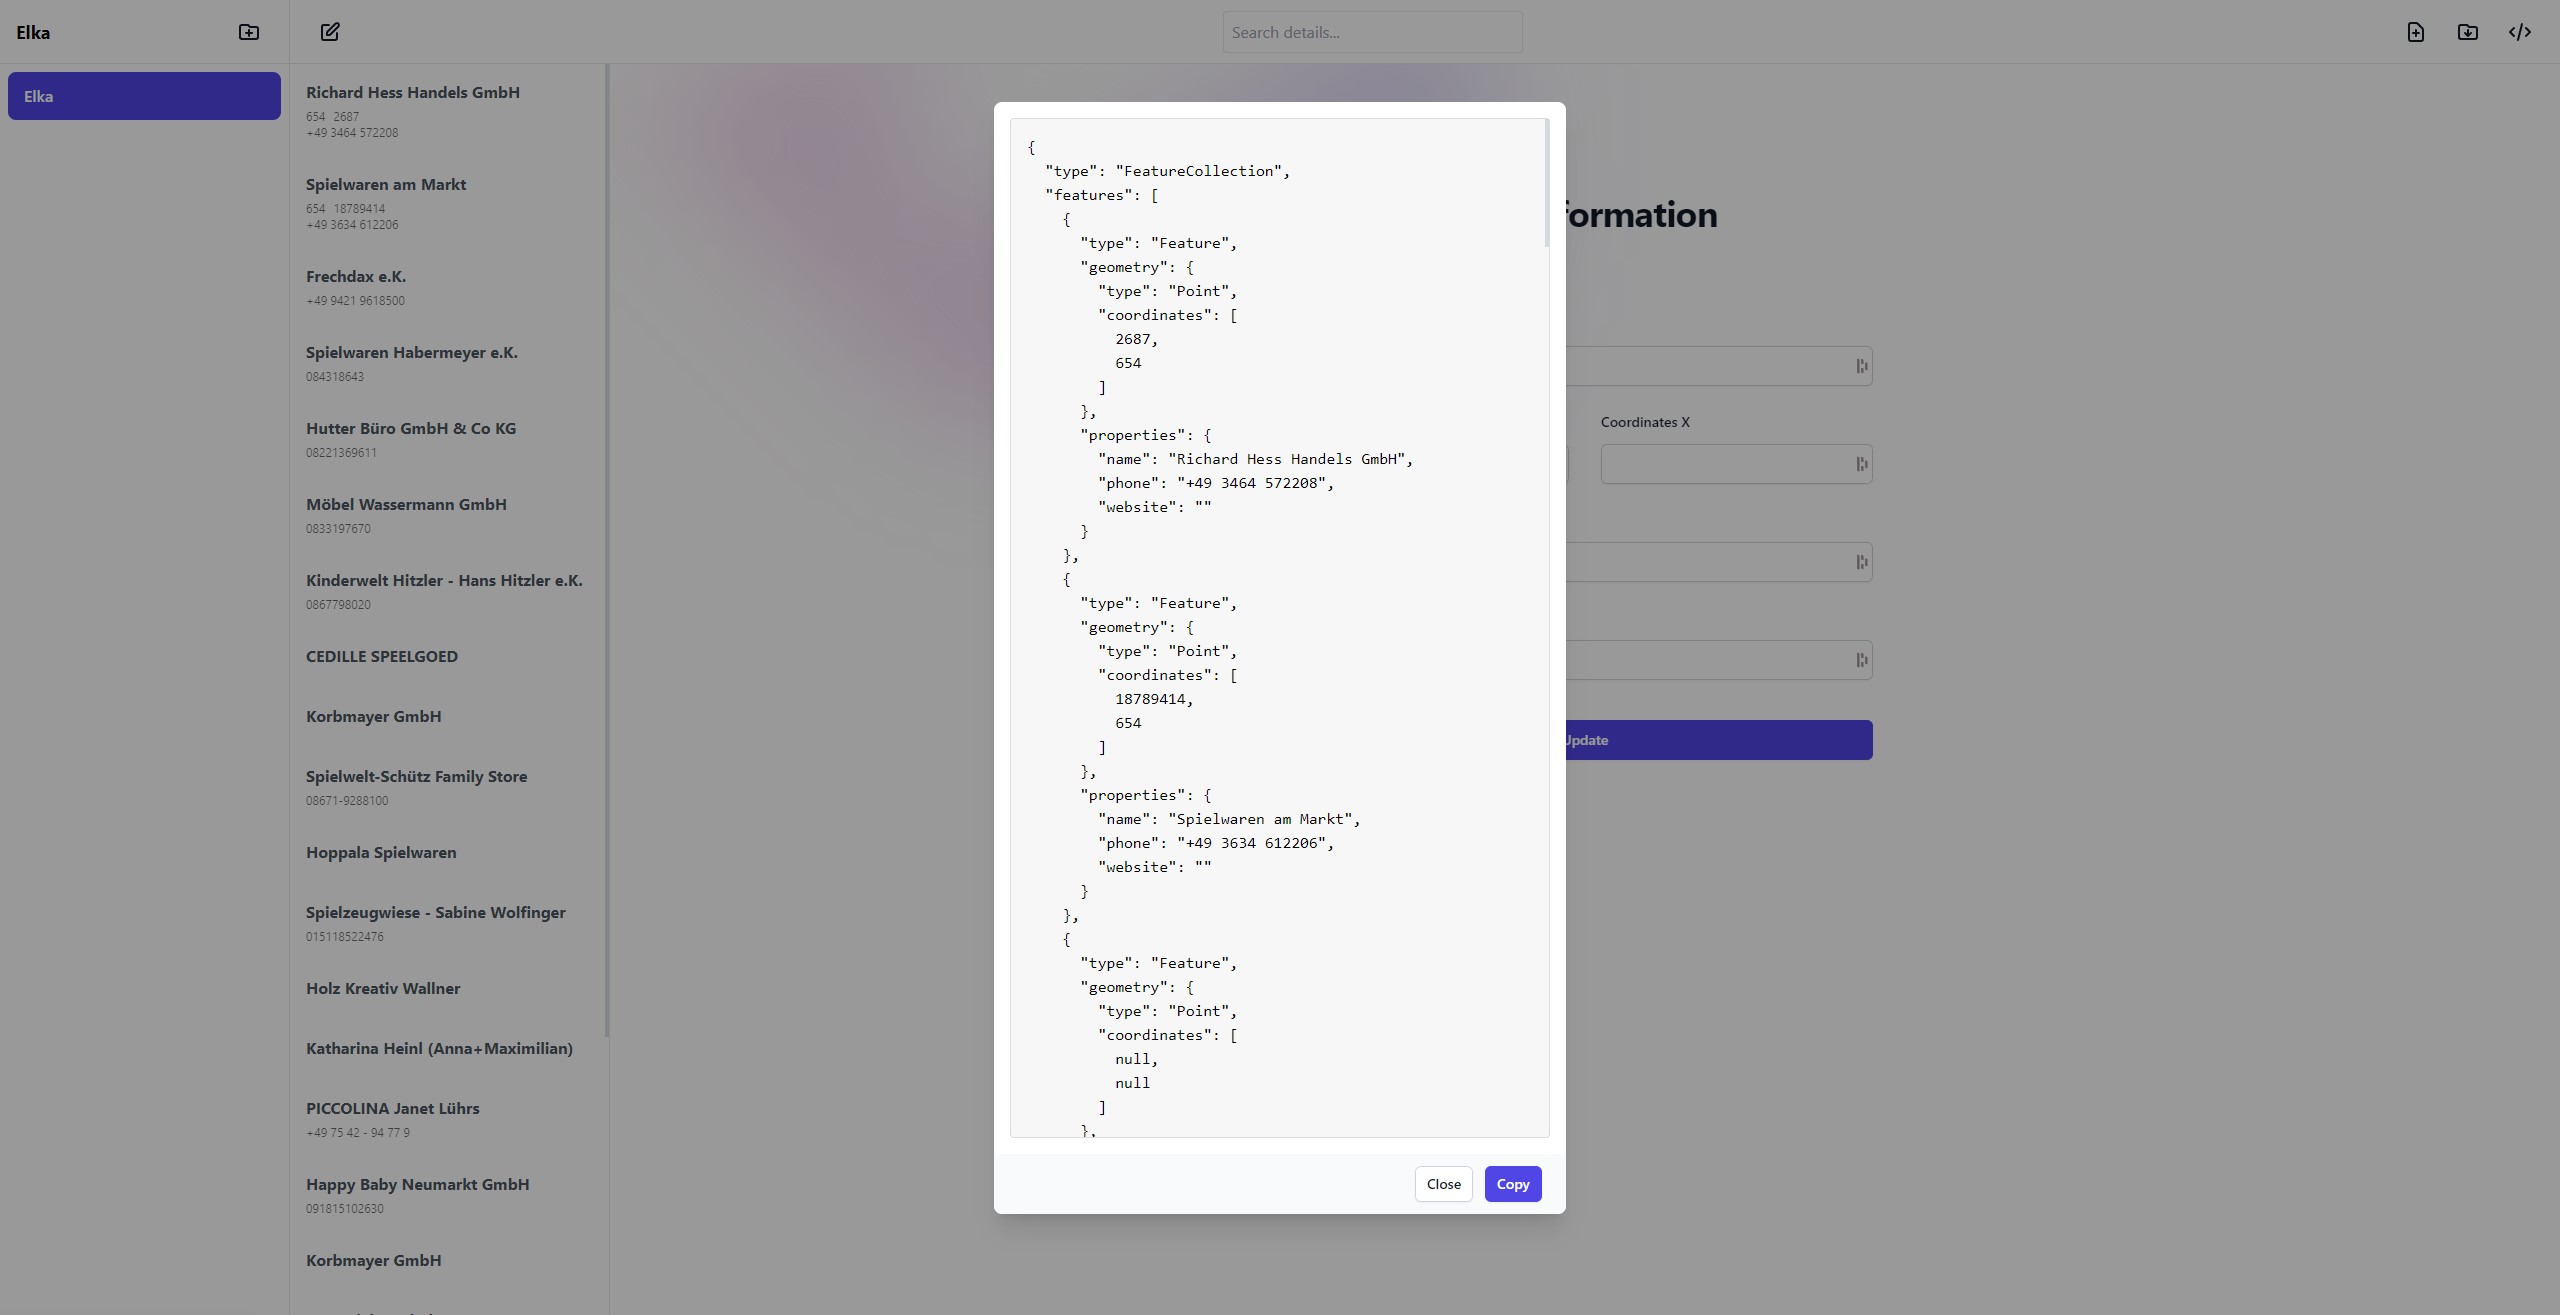 Elka
Search details...
Elka
Richard Hess Handels GmbH
654 2687
+49 3464 572208
Spielwaren am Markt
654 18789414
+49 3634 612206
Frechdax e.K.
+49 9421 9618500
Spielwaren Habermeyer e.K.
084318643
Hutter Büro GmbH & Co KG
08221369611
Möbel Wassermann GmbH
0833197670
Kinderwelt Hitzler - Hans Hitzler e.K.
0867798020
CEDILLE SPEELGOED
Korbmayer GmbH
Spielwelt-Schütz Family Store
08671-9288100
Hoppala Spielwaren
Spielzeugwiese - Sabine Wolfinger
015118522476
Holz Kreativ Wallner
Katharina Heinl (Anna+Maximilian)
PICCOLINA Janet Lührs
+49 75 42 - 94 77 9
Happy Baby Neumarkt GmbH
091815102630
Korbmayer GmbH
{
"type": "FeatureCollection",
"features": [
{
"type": "Feature",
"geometry": {
"type": "Point",
"coordinates": [
2687,
654
]
},
"properties": {
"name": "Richard Hess Handels GmbH",
"phone": "+49 3464 572208",
"website": ""
}
},
{
"type": "Feature",
"geometry": {
"type": "Point",
"coordinates": [
18789414,
654
]
},
"properties": {
"name": "Spielwaren am Markt",
"phone": "+49 3634 612206",
"website": ""
}
},
{
"type": "Feature",
"geometry": {
"type": "Point",
"coordinates": [
null,
null
]
},
Close
Copy
formation
Coordinates X
Update